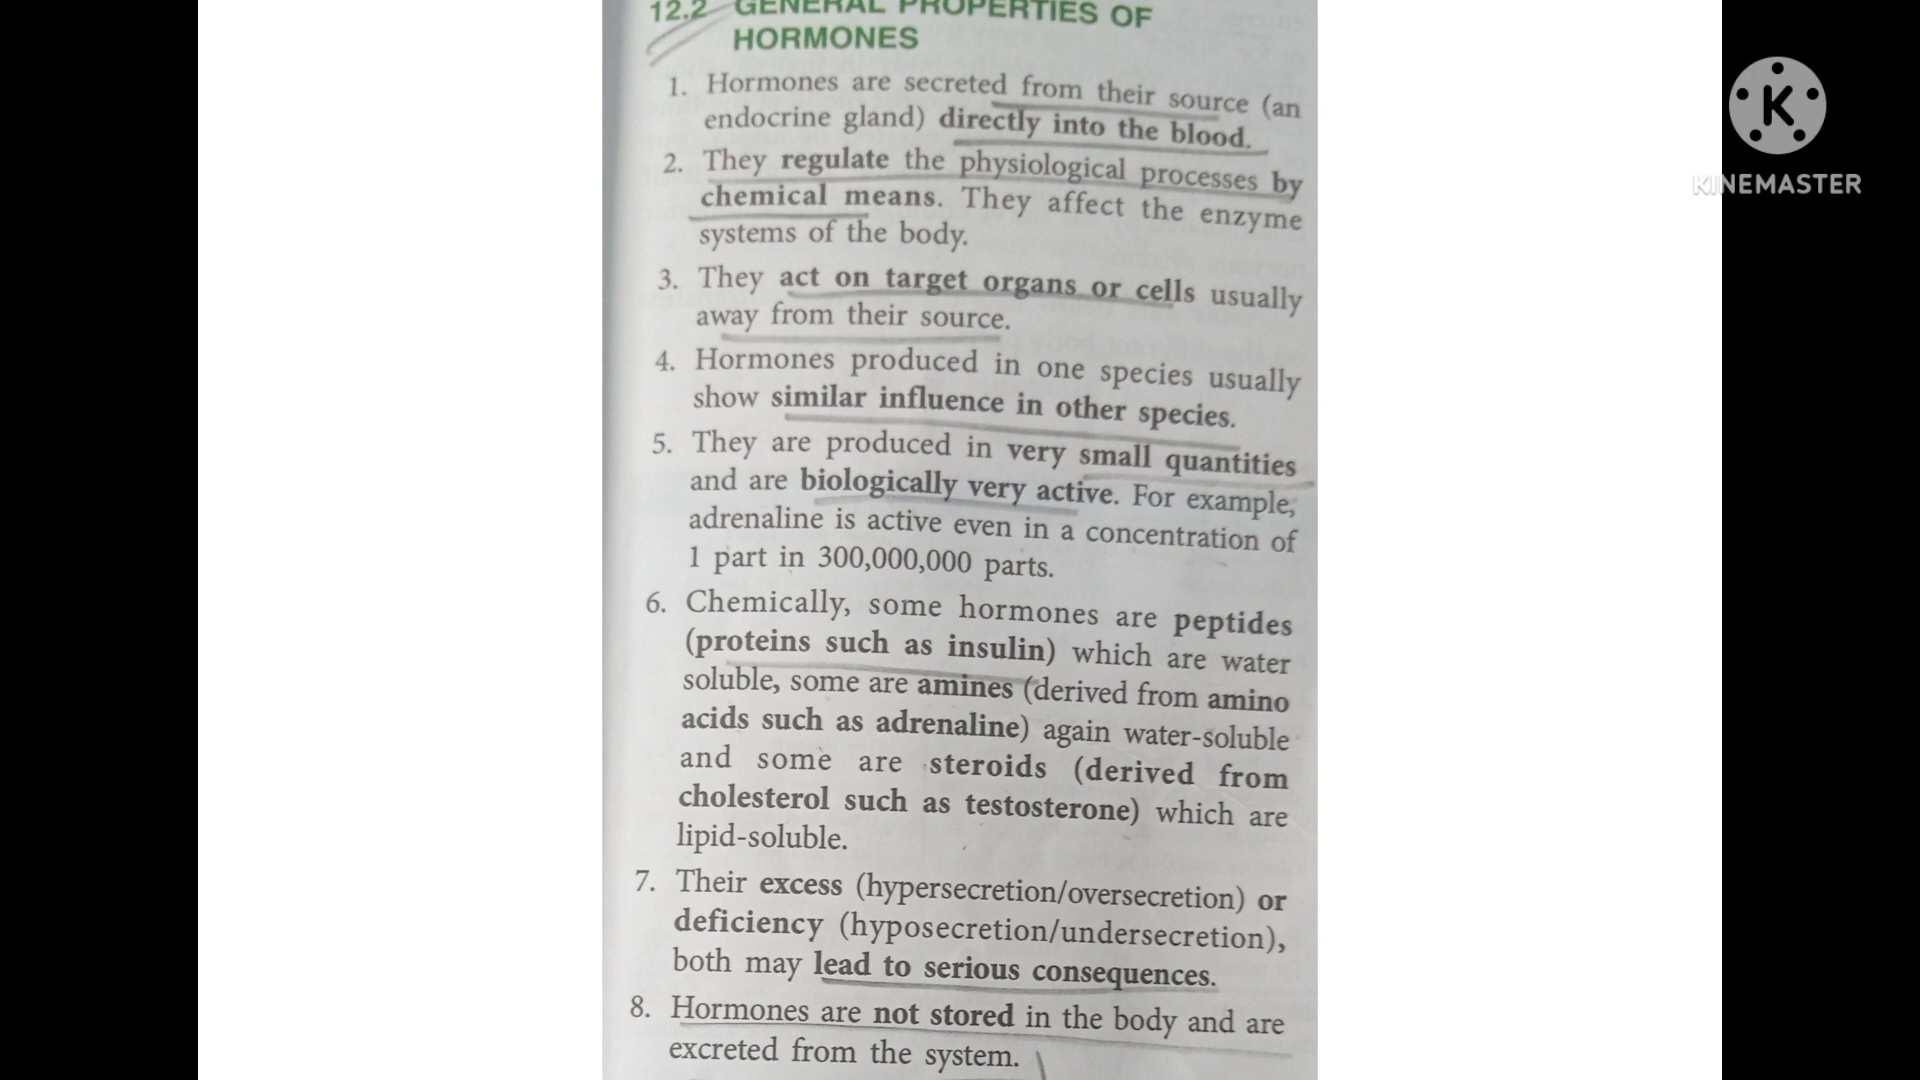 12.2 GENERAL PROPERTIES OF
HORMONES
1. Hormones are secreted from their source (an
endocrine gland) directly into the blood.
2. They regulate the physiological processes by
chemical means. They affect the enzyme
systems of the body.
3. They act on target organs or cells usually
away from their source.
4. Hormones produced in one species usually
show similar influence in other species.
5. They are produced in very small quantities
and are biologically very active. For example,
adrenaline is active even in a concentration of
1 part in 300,000,000 parts.
6. Chemically, some hormones are peptides
(proteins such as insulin) which are water
soluble, some are amines (derived from amino
acids such as adrenaline) again water-soluble
and some are steroids (derived from
cholesterol such as testosterone) which are
lipid-soluble.
7. Their excess (hypersecretion/oversecretion) or
deficiency (hyposecretion/undersecretion),
both may lead to serious consequences.
8. Hormones are not stored in the body and are
excreted from the system.
K
KINEMASTER